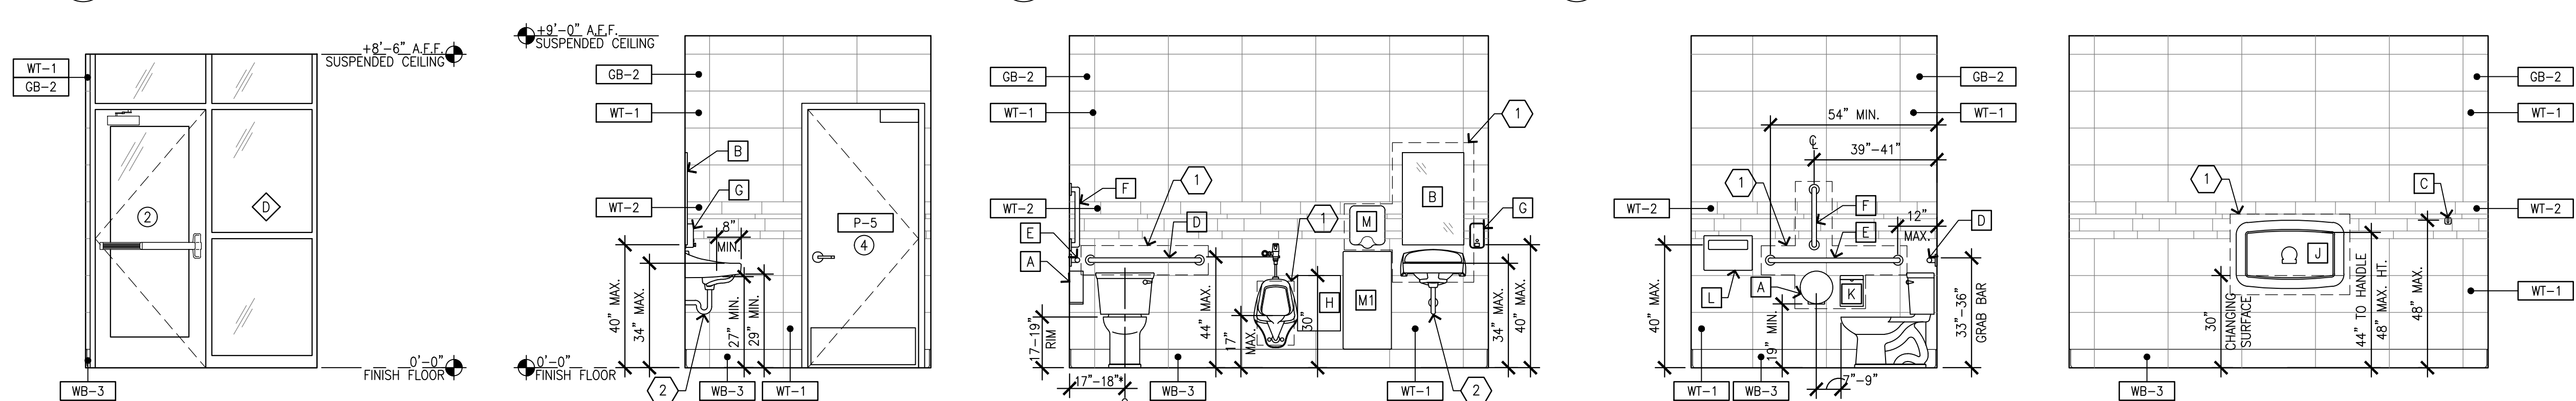 WT-1
GB-2
+8'-6" A.F.F.
SUSPENDED CEILING
2
D
0'-0"
FINISH FLOOR
WB-3
+9'-0" A.F.F.
SUSPENDED CEILING
GB-2
WT-1
B
G
WT-2
8"
MIN.
P-5
4
40" MAX.
34" MAX.
27" MIN.
29" MIN.
0'-0"
FINISH FLOOR
2
WB-3
WT-1
GB-2
WT-1
1
F
1
B
WT-2
D
M
G
E
1
A
44" MAX.
H
M1
30"
17-19"
RIM
17"
MAX.
34" MAX.
40" MAX.
17"-18"*
WB-3
WT-1
2
GB-2
54" MIN.
WT-1
℄
39"-41"
1
WT-2
F
12"
MAX.
E
D
40" MAX.
L
A
K
19" MIN.
33"-36"
GRAB BAR
WT-1
WB-3
7"-9"
GB-2
WT-1
1
C
WT-2
J
30"
CHANGING
SURFACE
44" TO HANDLE
48" MAX. HT.
48" MAX.
WT-1
WB-3